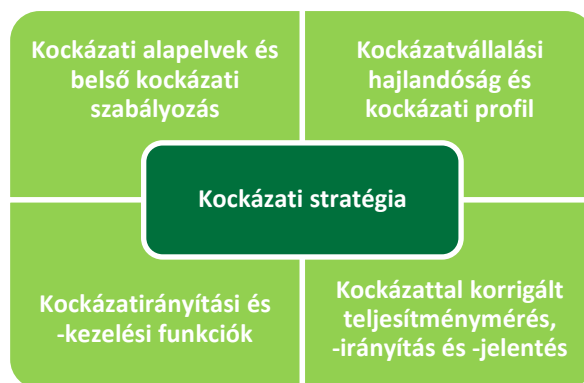 Kockázati alapelvek és
belső kockázati
szabályozás
Kockázatvállalási
hajlandóság és
kockázati profil
Kockázati stratégia
Kockázatirányítási és
-kezelési funkciók
Kockázattal korrigált
teljesítménymérés,
-irányítás és -jelentés